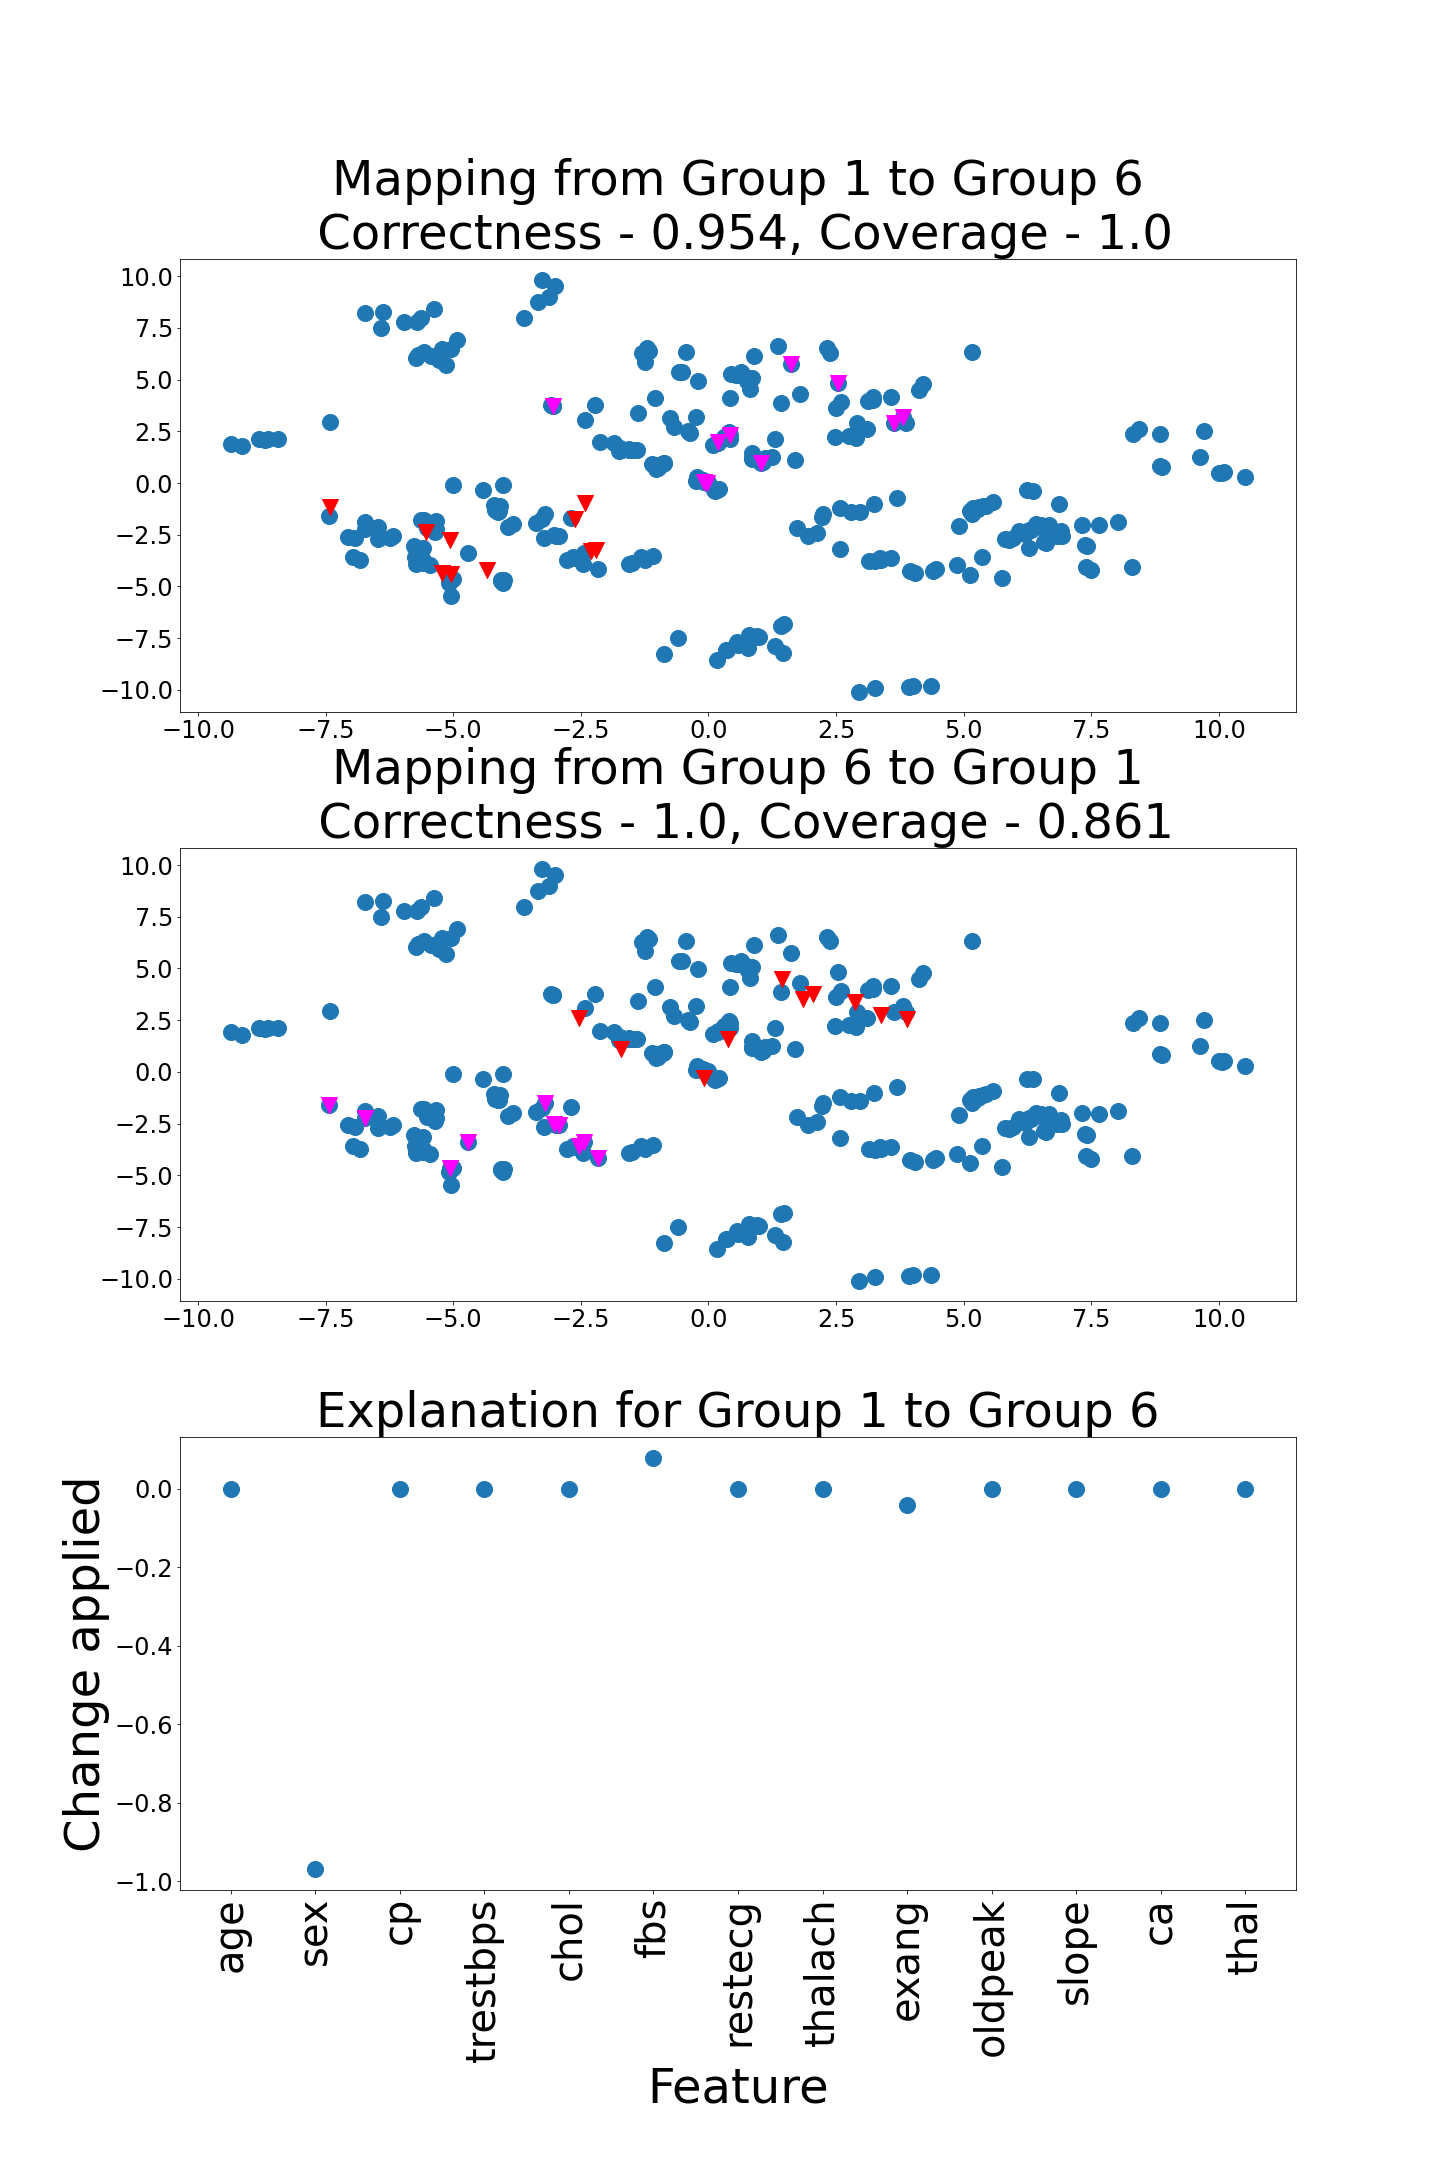 Mapping from Group 1 to Group 6
Correctness - 0.954, Coverage - 1.0
10.0
7.5
5.0
2.5
0.0
−2.5
−5.0
−7.5
−10.0
−10.0 −7.5 −5.0 −2.5 0.0 2.5 5.0 7.5 10.0
Mapping from Group 6 to Group 1
Correctness - 1.0, Coverage - 0.861
10.0
7.5
5.0
2.5
0.0
−2.5
−5.0
−7.5
−10.0
−10.0 −7.5 −5.0 −2.5 0.0 2.5 5.0 7.5 10.0
Explanation for Group 1 to Group 6
Change applied
0.0
−0.2
−0.4
−0.6
−0.8
−1.0
age sex cp trestbps chol fbs restecg thalach exang oldpeak slope ca thal
Feature